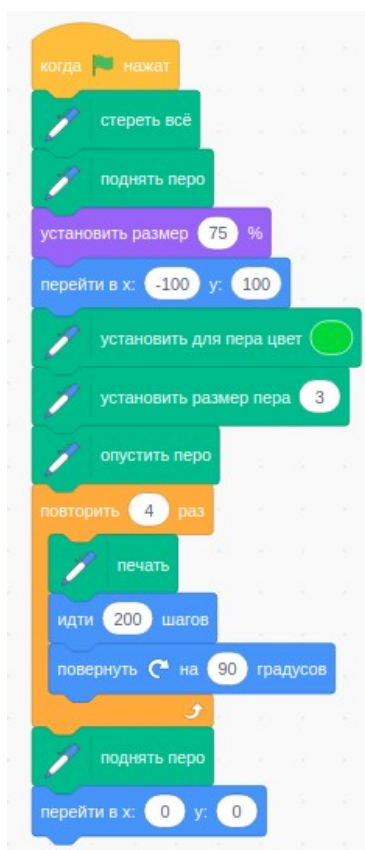 когда нажат
стереть всё
поднять перо
установить размер 75 %
перейти в x: -100 y: 100
установить для пера цвет
установить размер пера 3
опустить перо
повторить 4 раз
печать
идти 200 шагов
повернуть на 90 градусов
поднять перо
перейти в x: 0 y: 0